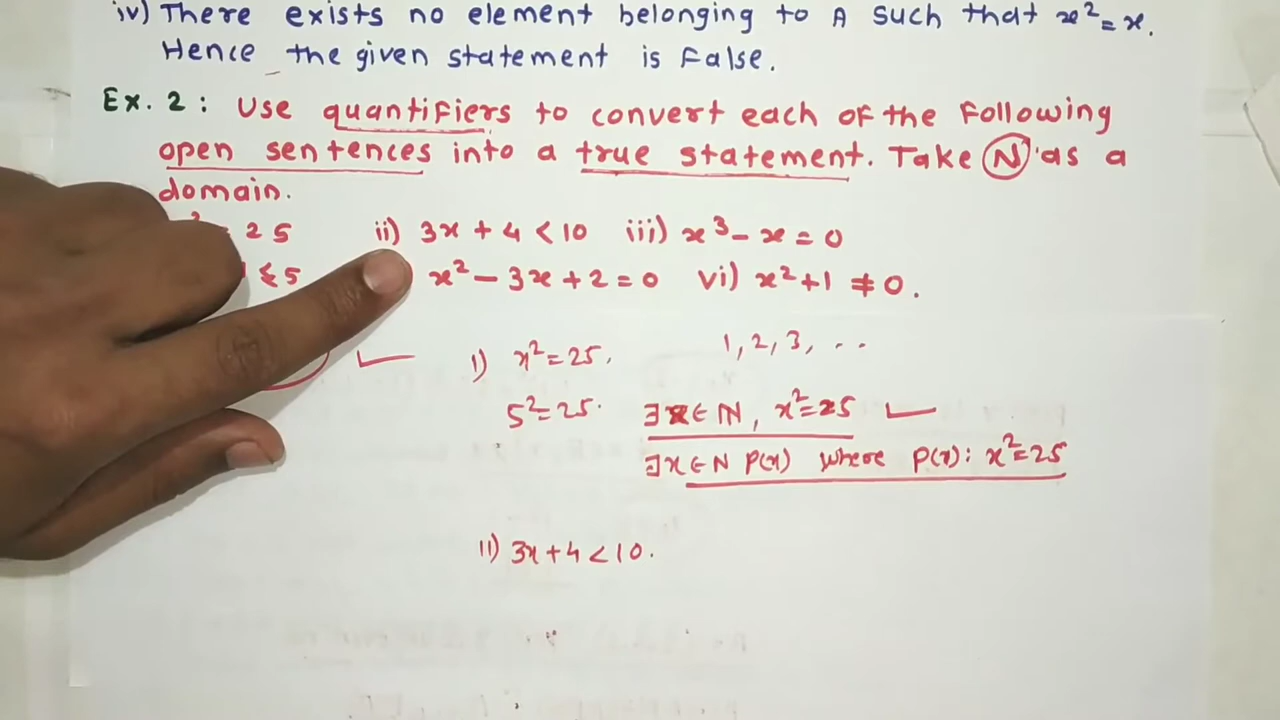 iv) There exists no element belonging to A such that x²=x.
Hence the given statement is False.
Ex. 2 : Use quantifiers to convert each of the following
open sentences into a true statement. Take N as a
domain.
25 ii) 3x + 4 < 10 iii) x³ - x = 0
5 x² - 3x + 2 = 0 vi) x²+1 ≠ 0.
i) x²=25. 1, 2, 3, ..
5²=25. ∃x∈N, x²=25
∃x∈N P(x) where P(x): x²=25
ii) 3x+4<10.